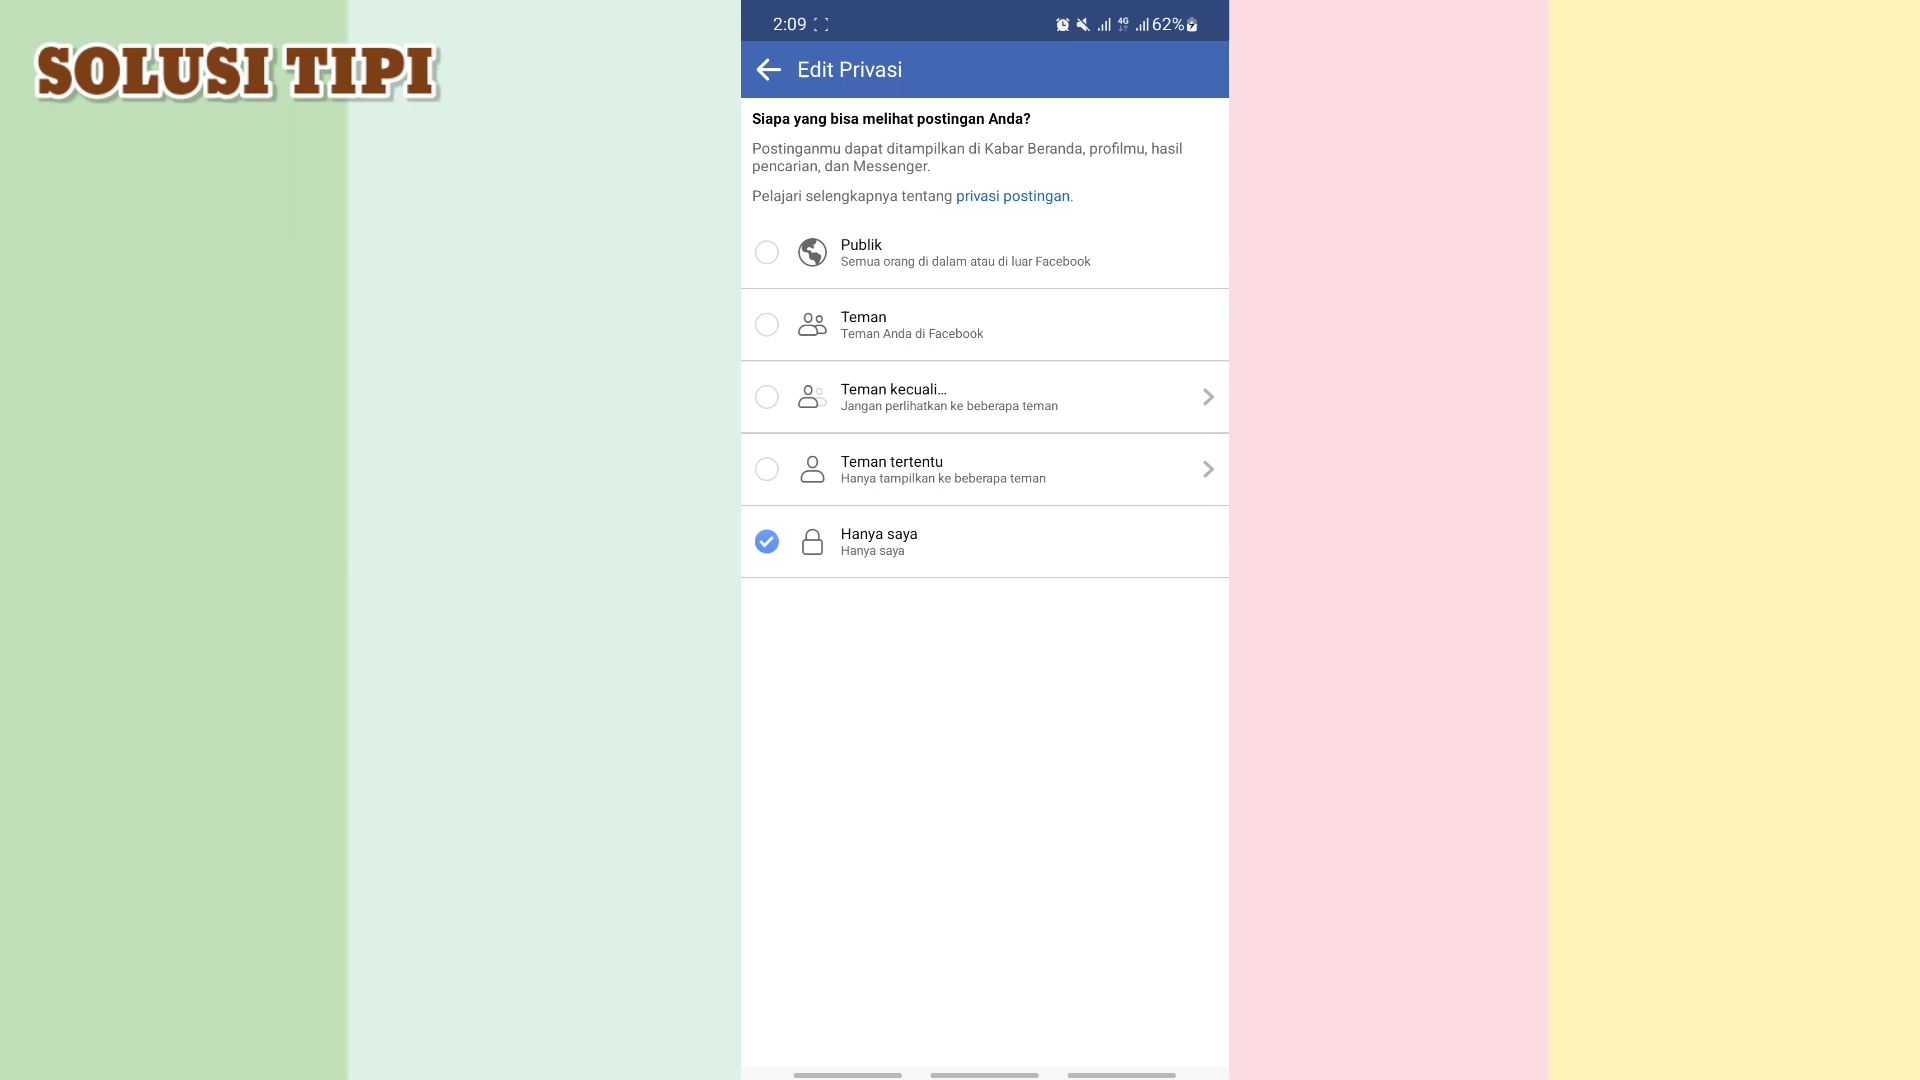 SOLUSI TIPI
2:09
4G
62%
Edit Privasi
Siapa yang bisa melihat postingan Anda?
Postinganmu dapat ditampilkan di Kabar Beranda, profilmu, hasil
pencarian, dan Messenger.
Pelajari selengkapnya tentang privasi postingan.
Publik
Semua orang di dalam atau di luar Facebook
Teman
Teman Anda di Facebook
Teman kecuali...
Jangan perlihatkan ke beberapa teman
Teman tertentu
Hanya tampilkan ke beberapa teman
Hanya saya
Hanya saya